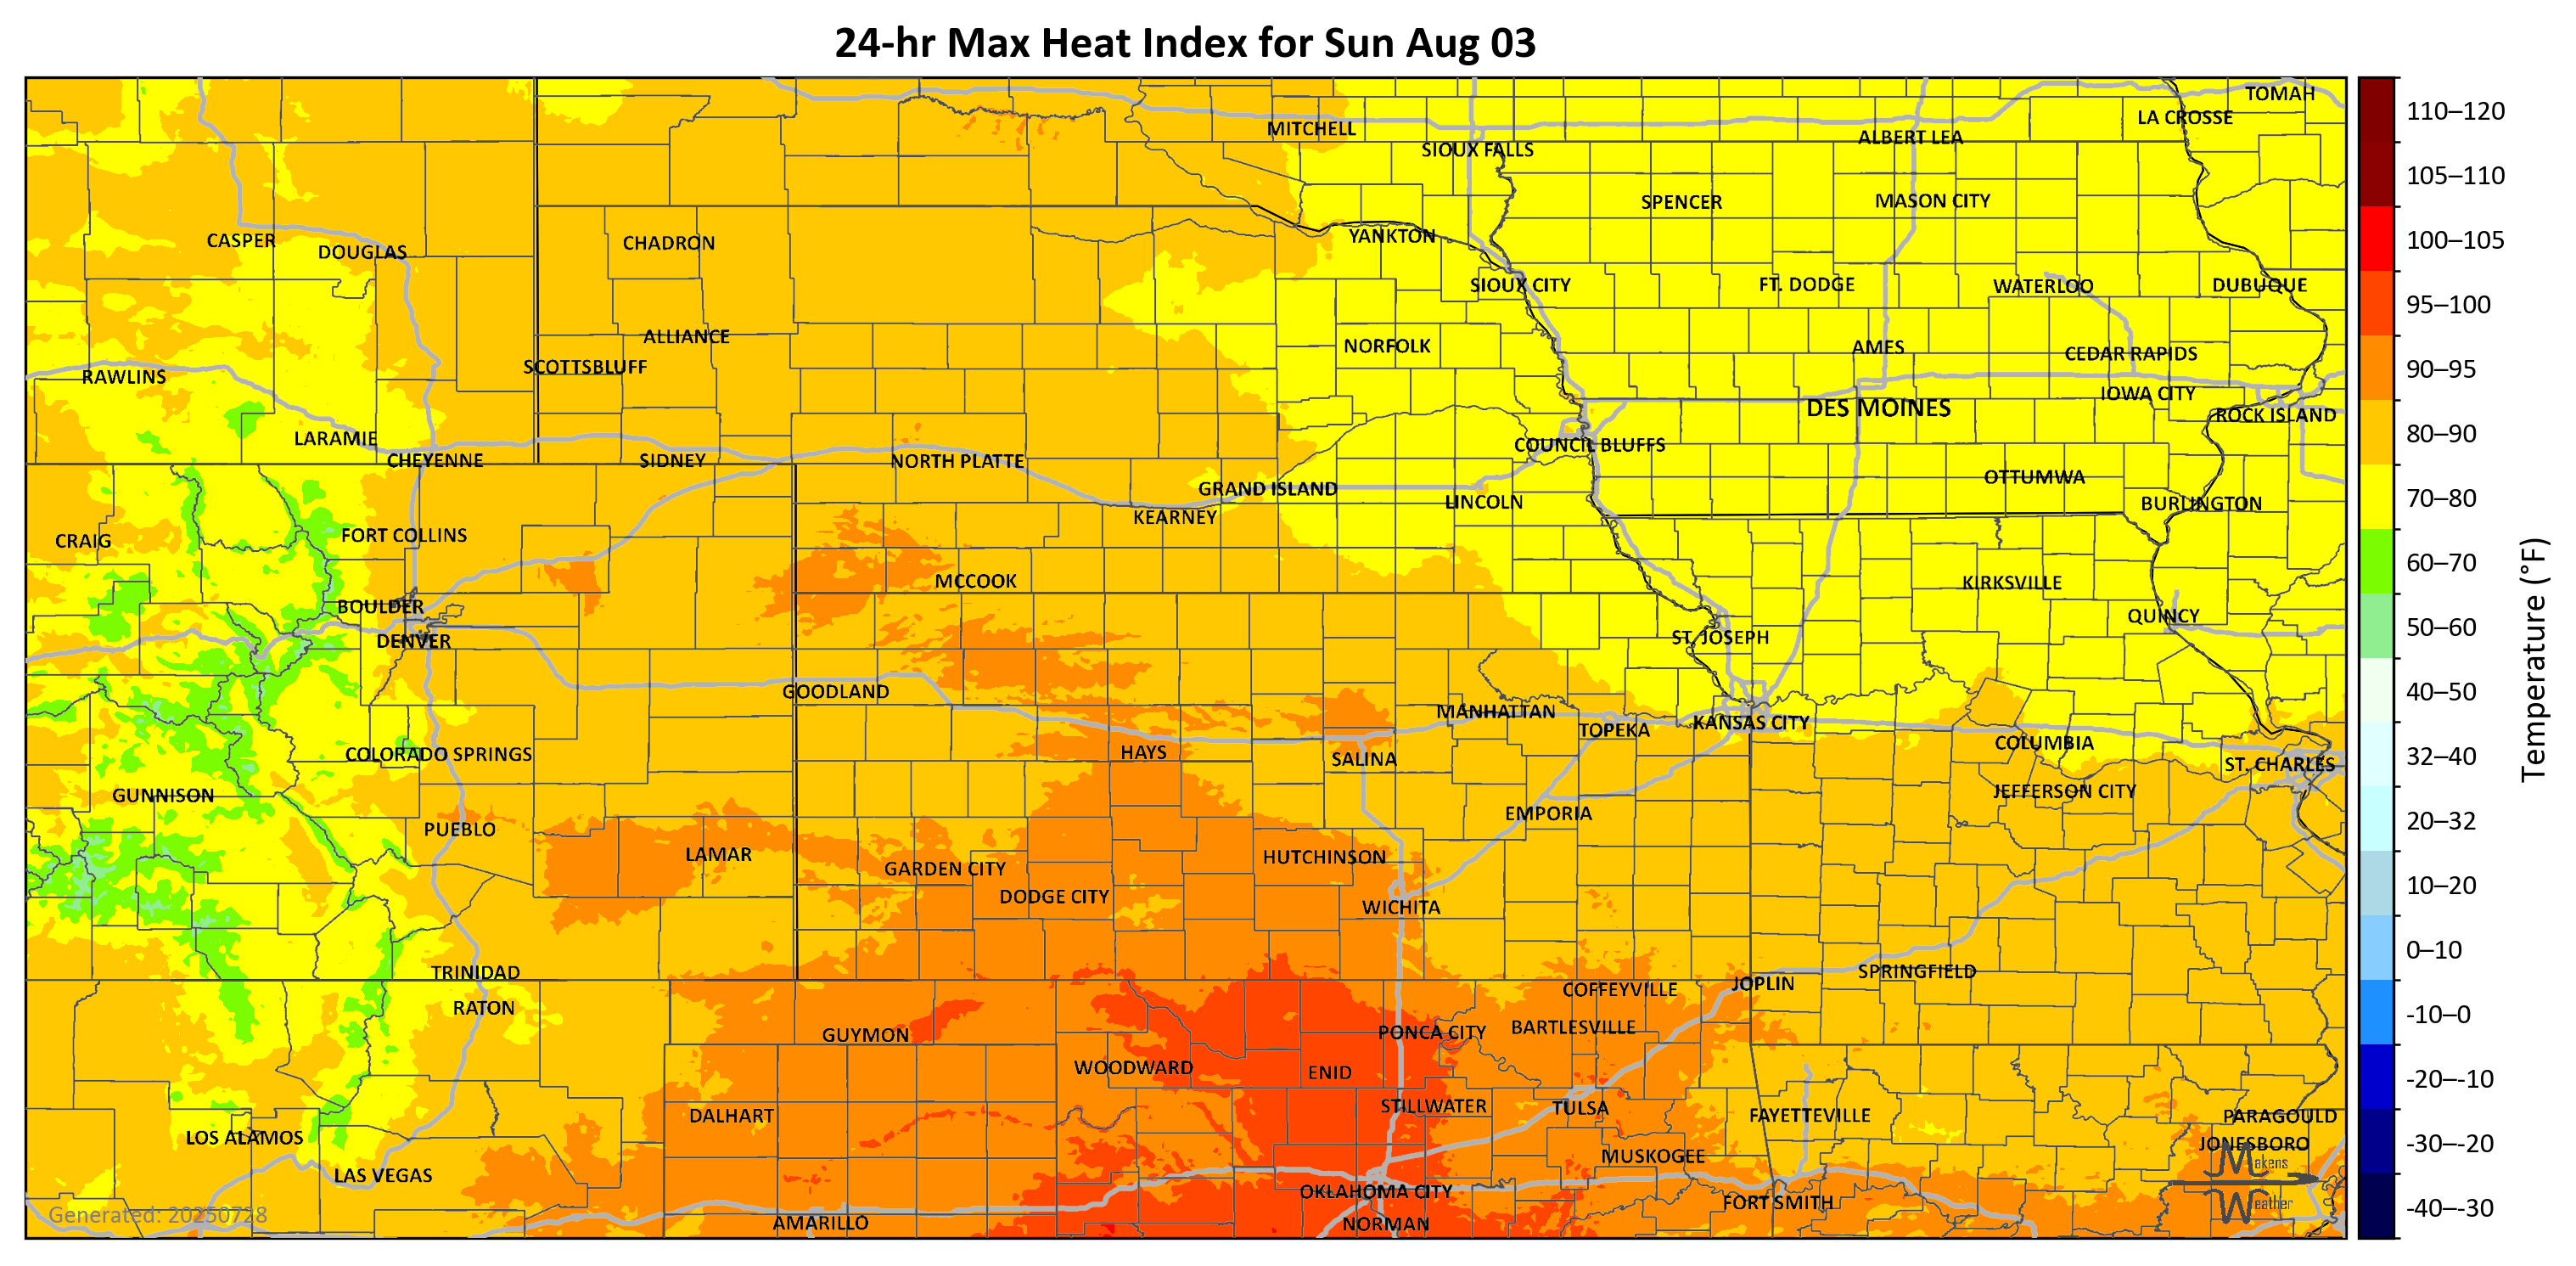 24-hr Max Heat Index for Sun Aug 03
TOMAH
LA CROSSE
MITCHELL
ALBERT LEA
SIOUX FALLS
SPENCER
MASON CITY
YANKTON
CASPER
CHADRON
DOUGLAS
SIOUX CITY
FT. DODGE
WATERLOO
DUBUQUE
ALLIANCE
NORFOLK
AMES
CEDAR RAPIDS
SCOTTSBLUFF
RAWLINS
IOWA CITY
DES MOINES
ROCK ISLAND
LARAMIE
COUNCIL BLUFFS
CHEYENNE
SIDNEY
NORTH PLATTE
OTTUMWA
GRAND ISLAND
LINCOLN
BURLINGTON
KEARNEY
FORT COLLINS
CRAIG
MCCOOK
KIRKSVILLE
BOULDER
QUINCY
DENVER
ST. JOSEPH
GOODLAND
MANHATTAN
KANSAS CITY
TOPEKA
COLUMBIA
COLORADO SPRINGS
HAYS
SALINA
ST. CHARLES
GUNNISON
JEFFERSON CITY
EMPORIA
PUEBLO
LAMAR
HUTCHINSON
GARDEN CITY
DODGE CITY
WICHITA
TRINIDAD
SPRINGFIELD
JOPLIN
COFFEYVILLE
RATON
GUYMON
PONCA CITY
BARTLESVILLE
WOODWARD
ENID
STILLWATER
TULSA
DALHART
FAYETTEVILLE
PARAGOULD
LOS ALAMOS
JONESBORO
MUSKOGEE
LAS VEGAS
OKLAHOMA CITY
FORT SMITH
AMARILLO
NORMAN
Makens
Weather
Generated: 20250728
110–120
105–110
100–105
95–100
90–95
80–90
70–80
60–70
50–60
40–50
32–40
20–32
10–20
0–10
-10–0
-20–-10
-30–-20
-40–-30
Temperature (°F)